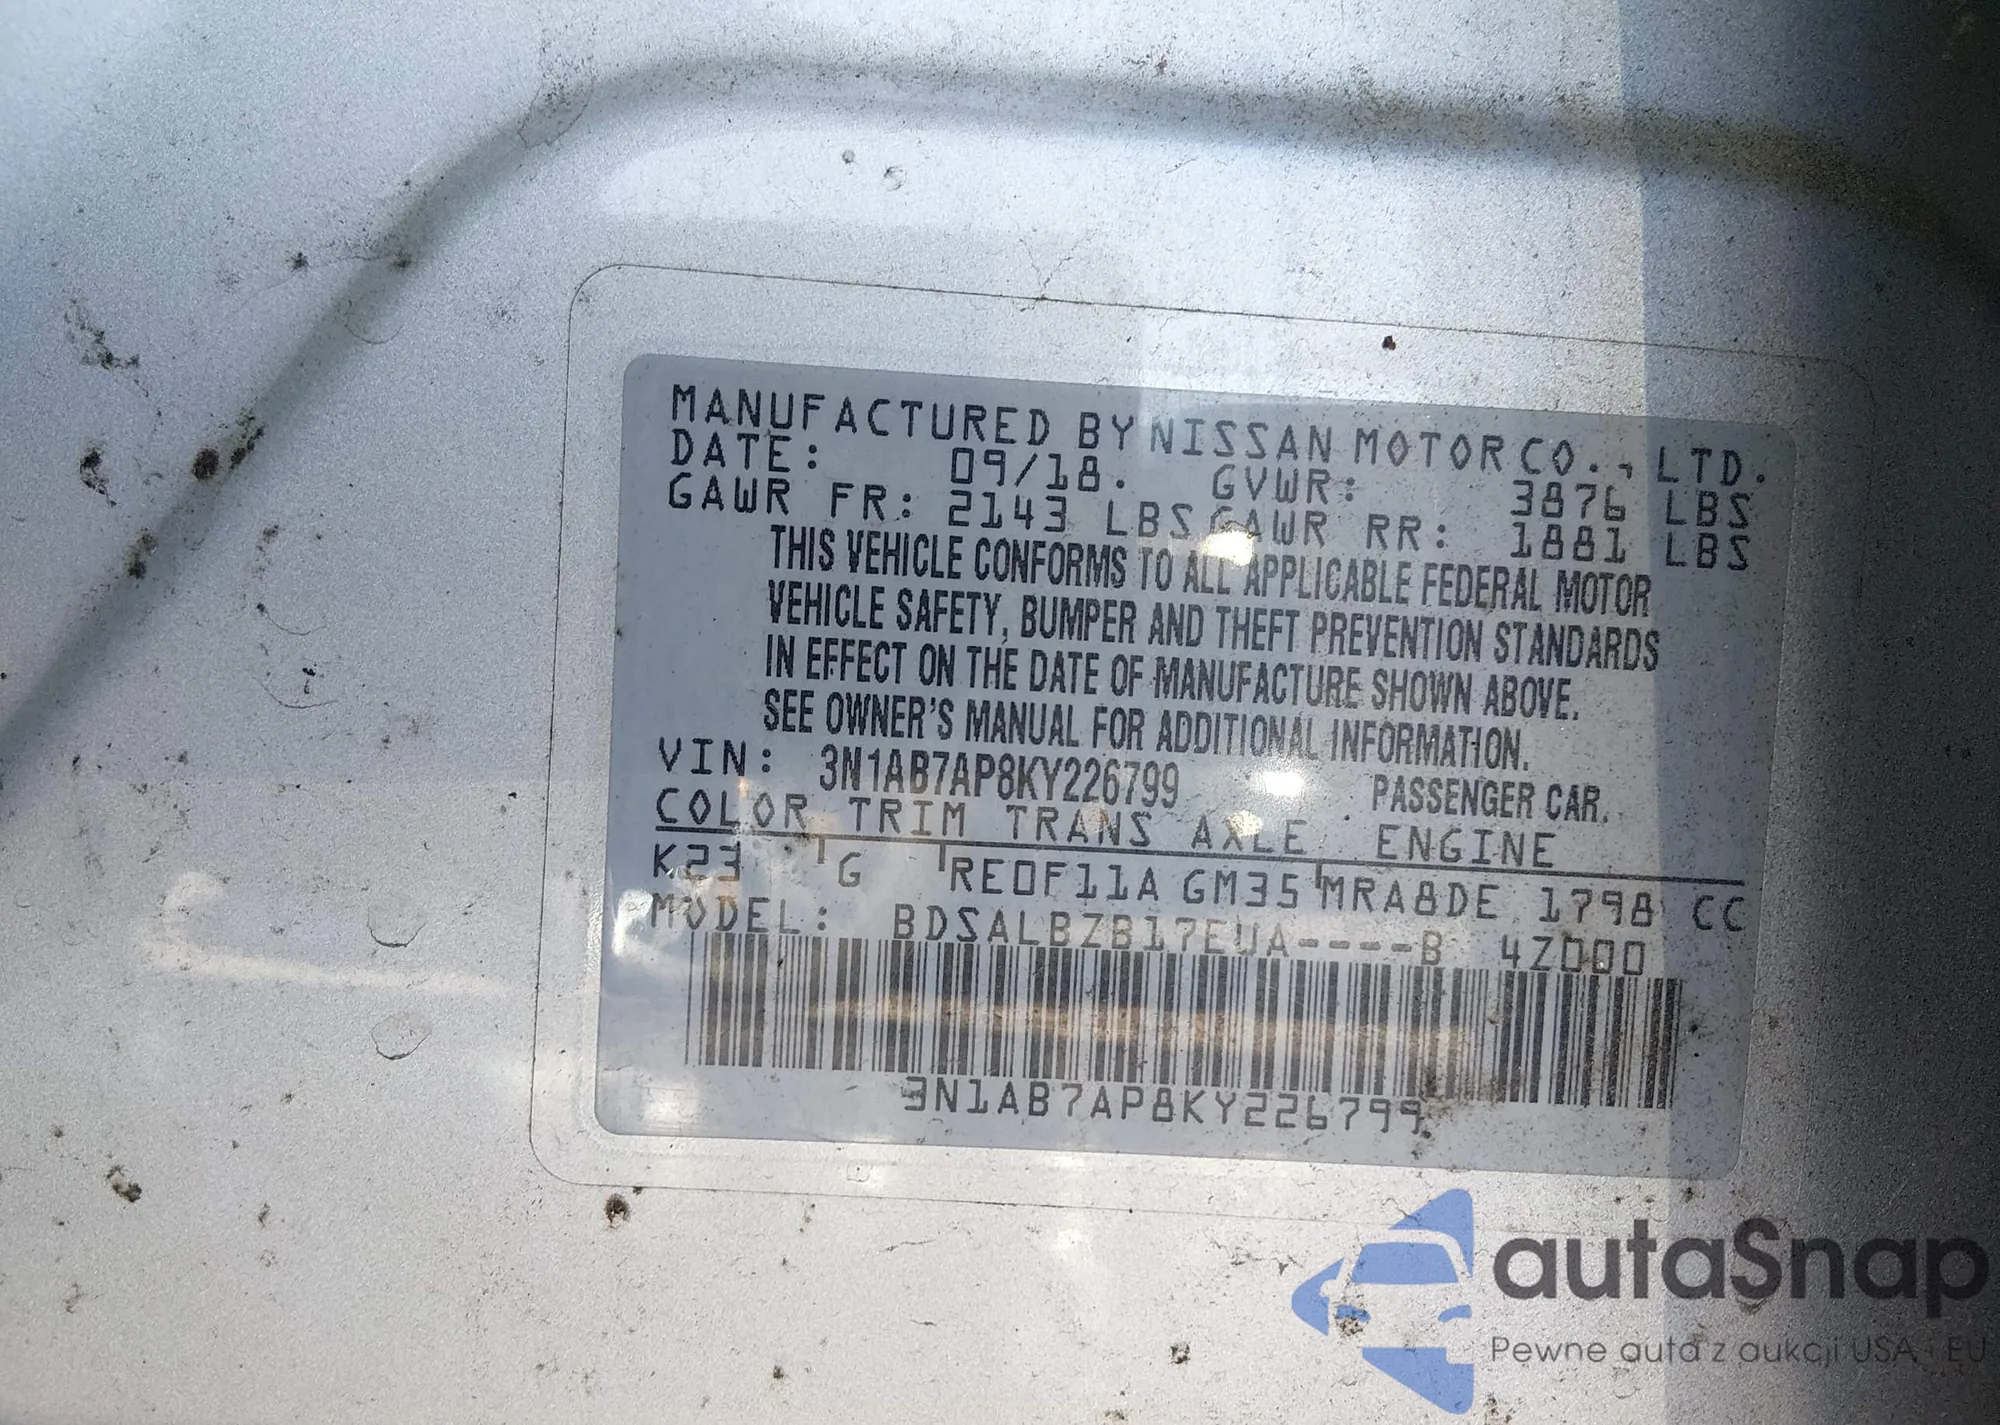 MANUFACTURED BY NISSAN MOTOR CO., LTD.
DATE: 09/18. GVWR: 3876 LBS
GAWR FR: 2143 LBS GAWR RR: 1881 LBS
THIS VEHICLE CONFORMS TO ALL APPLICABLE FEDERAL MOTOR
VEHICLE SAFETY, BUMPER AND THEFT PREVENTION STANDARDS
IN EFFECT ON THE DATE OF MANUFACTURE SHOWN ABOVE.
SEE OWNER'S MANUAL FOR ADDITIONAL INFORMATION.
VIN: 3N1AB7AP8KY226799 PASSENGER CAR.
COLOR TRIM TRANS AXLE ENGINE
K23 G RE0F11A GM35 MRA8DE 1798 CC
MODEL: BDSALBZB17EUA----B 4Z000
3N1AB7AP8KY226799
autaSnap
Pewne auta z aukcji USA i EU